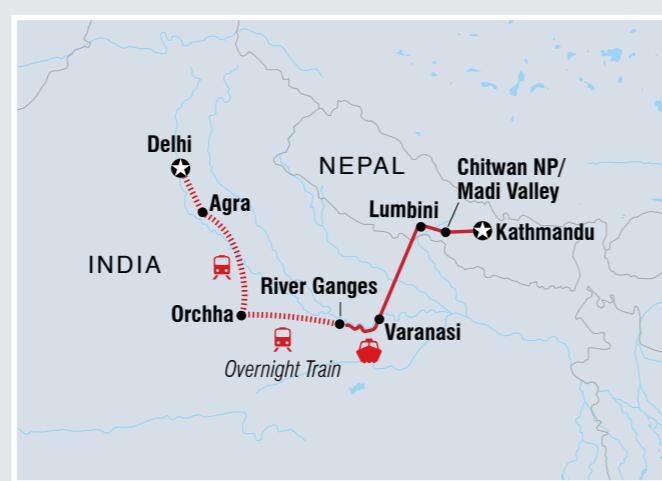 Delhi
NEPAL
Chitwan NP/
Madi Valley
Agra
Lumbini
Kathmandu
INDIA
River Ganges
Orchha
Varanasi
Overnight Train